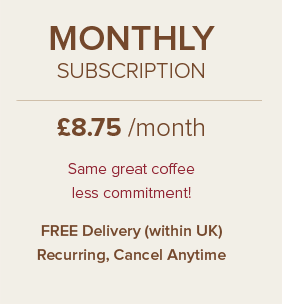 MONTHLY
SUBSCRIPTION
£8.75 /month
Same great coffee
less commitment!
FREE Delivery (within UK)
Recurring, Cancel Anytime